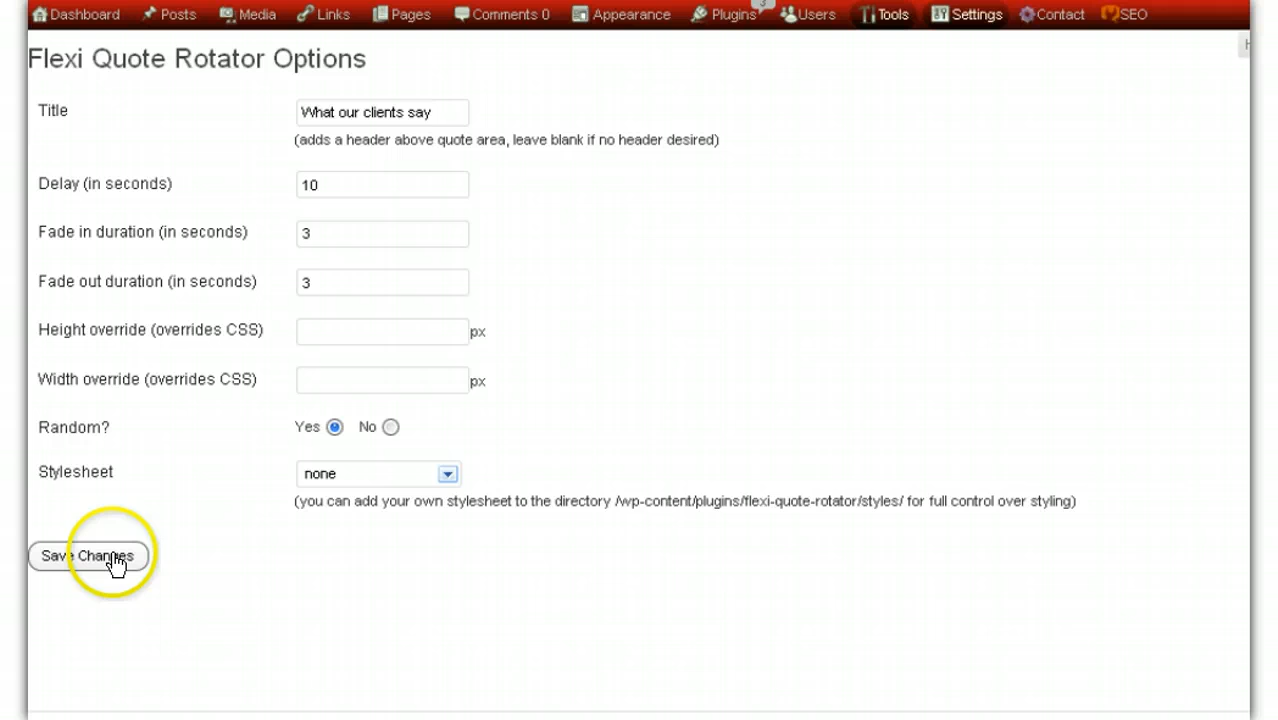 Dashboard Posts Media Links Pages Comments 0 Appearance Plugins 3 Users Tools Settings Contact SEO
H
Flexi Quote Rotator Options
Title What our clients say
(adds a header above quote area, leave blank if no header desired)
Delay (in seconds) 10
Fade in duration (in seconds) 3
Fade out duration (in seconds) 3
Height override (overrides CSS) px
Width override (overrides CSS) px
Random? Yes No
Stylesheet none
(you can add your own stylesheet to the directory /wp-content/plugins/flexi-quote-rotator/styles/ for full control over styling)
Save Changes